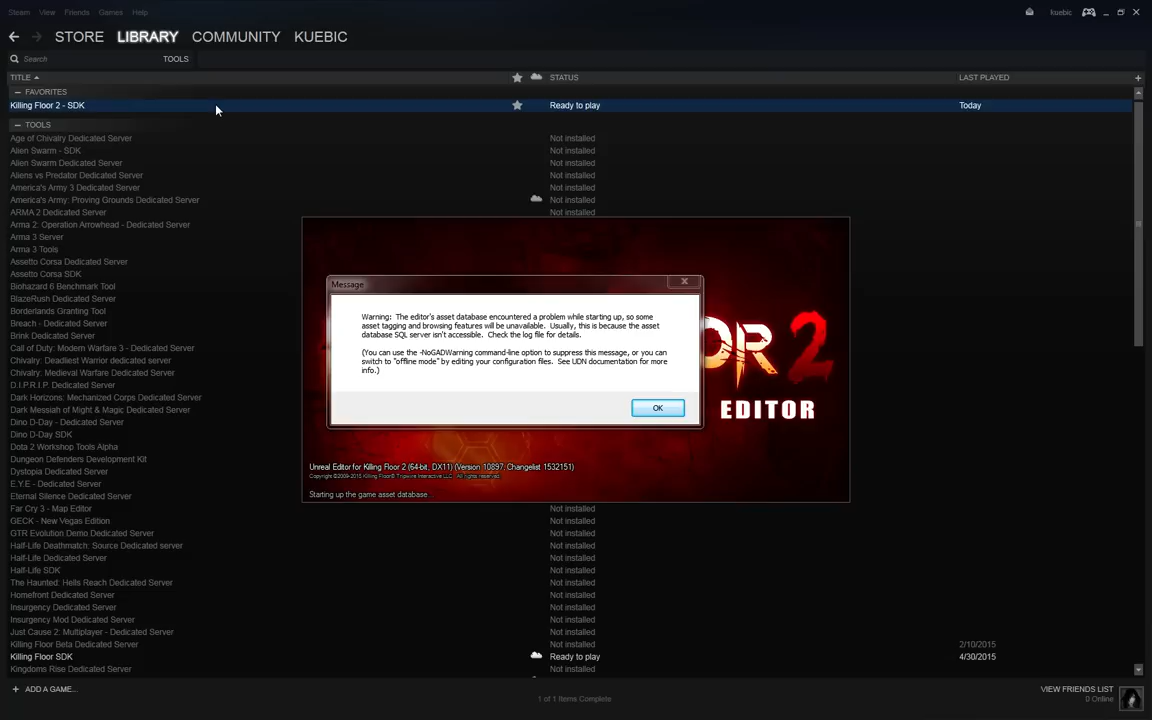 Steam View Friends Games Help kuebic
STORE LIBRARY COMMUNITY KUEBIC
Search TOOLS
TITLE STATUS LAST PLAYED
FAVORITES
Killing Floor 2 - SDK Ready to play Today
TOOLS
Age of Chivalry Dedicated Server Not installed
Alien Swarm - SDK Not installed
Alien Swarm Dedicated Server Not installed
Aliens vs Predator Dedicated Server Not installed
America's Army 3 Dedicated Server Not installed
America's Army: Proving Grounds Dedicated Server Not installed
ARMA 2 Dedicated Server Not installed
Arma 2: Operation Arrowhead - Dedicated Server
Arma 3 Server
Arma 3 Tools
Assetto Corsa Dedicated Server
Assetto Corsa SDK
Biohazard 6 Benchmark Tool
BlazeRush Dedicated Server
Borderlands Granting Tool
Breach - Dedicated Server
Brink Dedicated Server
Call of Duty: Modern Warfare 3 - Dedicated Server
Chivalry: Deadliest Warrior dedicated server
Chivalry: Medieval Warfare Dedicated Server
D.I.P.R.I.P. Dedicated Server
Dark Horizons: Mechanized Corps Dedicated Server
Dark Messiah of Might & Magic Dedicated Server
Dino D-Day - Dedicated Server
Dino D-Day SDK
Dota 2 Workshop Tools Alpha
Dungeon Defenders Development Kit
Dystopia Dedicated Server
E.Y.E - Dedicated Server
Eternal Silence Dedicated Server
Far Cry 3 - Map Editor Not installed
GECK - New Vegas Edition Not installed
GTR Evolution Demo Dedicated Server Not installed
Half-Life Deathmatch: Source Dedicated server Not installed
Half-Life Dedicated Server Not installed
Half-Life SDK Not installed
The Haunted: Hells Reach Dedicated Server Not installed
Homefront Dedicated Server Not installed
Insurgency Dedicated Server Not installed
Insurgency Mod Dedicated Server Not installed
Just Cause 2: Multiplayer - Dedicated Server Not installed
Killing Floor Beta Dedicated Server Not installed 2/10/2015
Killing Floor SDK Ready to play 4/30/2015
Kingdoms Rise Dedicated Server Not installed
Message
Warning: The editor's asset database encountered a problem while starting up, so some
asset tagging and browsing features will be unavailable. Usually, this is because the asset
database SQL server isn't accessible. Check the log file for details.
(You can use the -NoGADWarning command-line option to suppress this message, or you can
switch to "offline mode" by editing your configuration files. See UDN documentation for more
info.)
OK
OR 2
EDITOR
Unreal Editor for Killing Floor 2 (64-bit, DX11) (Version 10897, Changelist 1532151)
Copyright ©2009-2015 Killing Floor® Tripwire Interactive LLC. All rights reserved.
Starting up the game asset database...
ADD A GAME...
1 of 1 Items Complete
VIEW FRIENDS LIST
0 Online